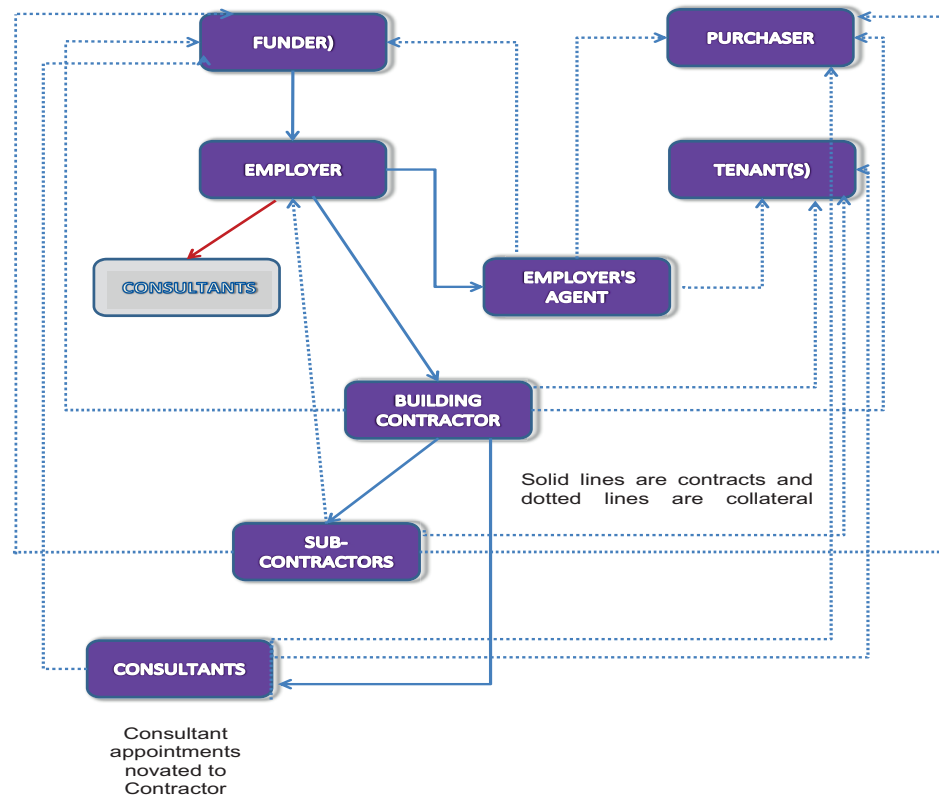 FUNDER)
PURCHASER
EMPLOYER
TENANT(S)
CONSULTANTS
EMPLOYER'S
AGENT
BUILDING
CONTRACTOR
Solid lines are contracts and
dotted lines are collateral
SUB-
CONTRACTORS
CONSULTANTS
Consultant
appointments
novated to
Contractor